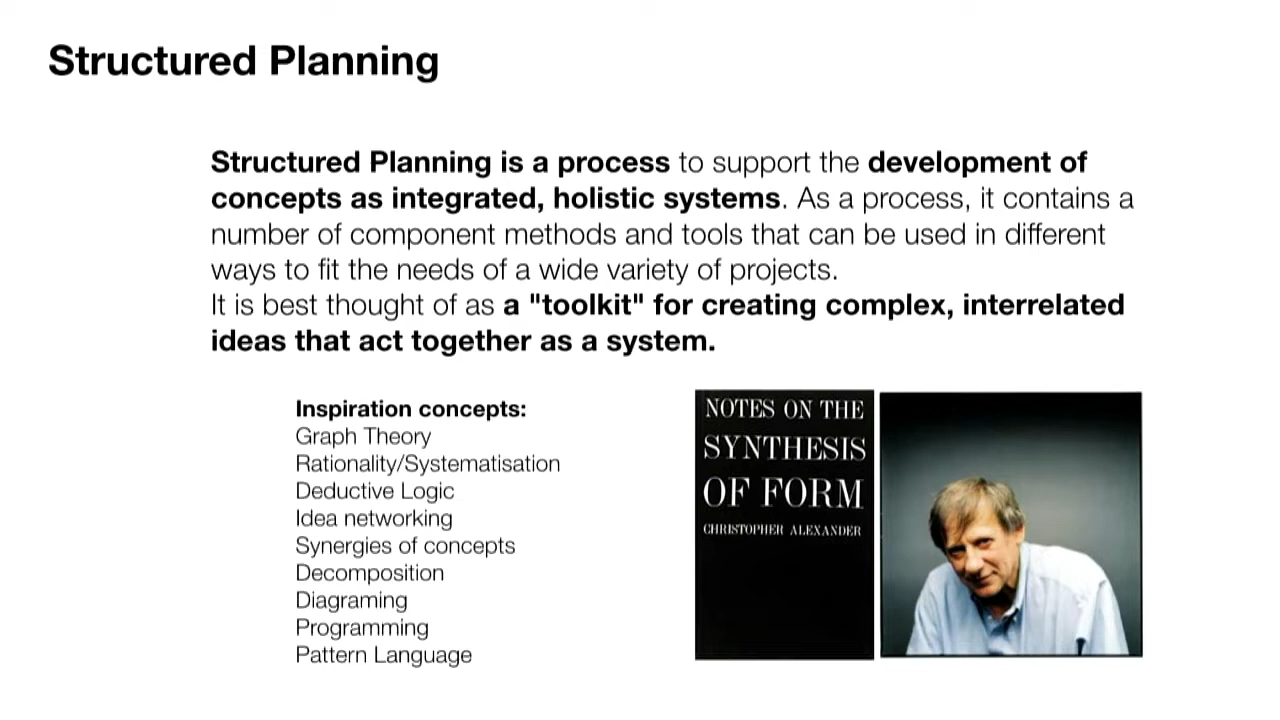 Structured Planning
Structured Planning is a process to support the development of
concepts as integrated, holistic systems. As a process, it contains a
number of component methods and tools that can be used in different
ways to fit the needs of a wide variety of projects.
It is best thought of as a "toolkit" for creating complex, interrelated
ideas that act together as a system.
Inspiration concepts:
Graph Theory
Rationality/Systematisation
Deductive Logic
Idea networking
Synergies of concepts
Decomposition
Diagraming
Programming
Pattern Language
NOTES ON THE
SYNTHESIS
OF FORM
CHRISTOPHER ALEXANDER